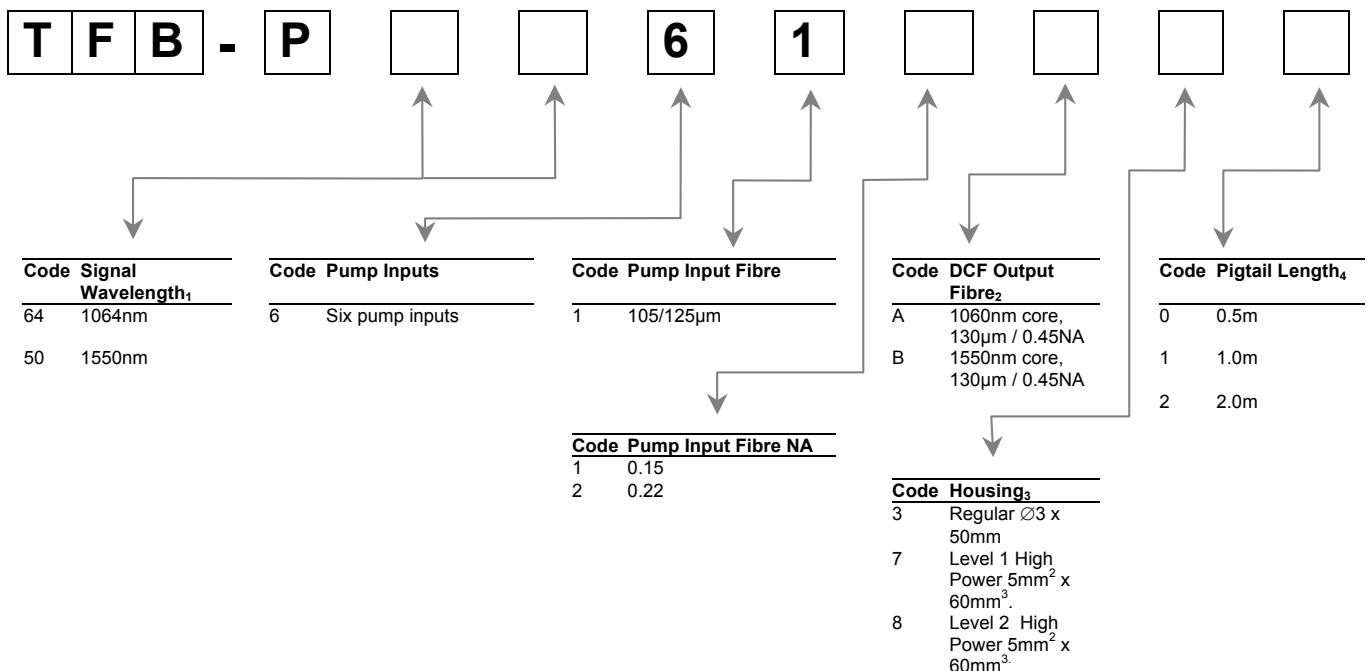 T F B - P 6 1
Code Signal Wavelength1
64 1064nm
50 1550nm
Code Pump Inputs
6 Six pump inputs
Code Pump Input Fibre
1 105/125µm
Code Pump Input Fibre NA
1 0.15
2 0.22
Code DCF Output Fibre2
A 1060nm core,
130µm / 0.45NA
B 1550nm core,
130µm / 0.45NA
Code Housing3
3 Regular ∅3 x
50mm
7 Level 1 High
Power 5mm2 x
60mm3.
8 Level 2 High
Power 5mm2 x
60mm3.
Code Pigtail Length4
0 0.5m
1 1.0m
2 2.0m